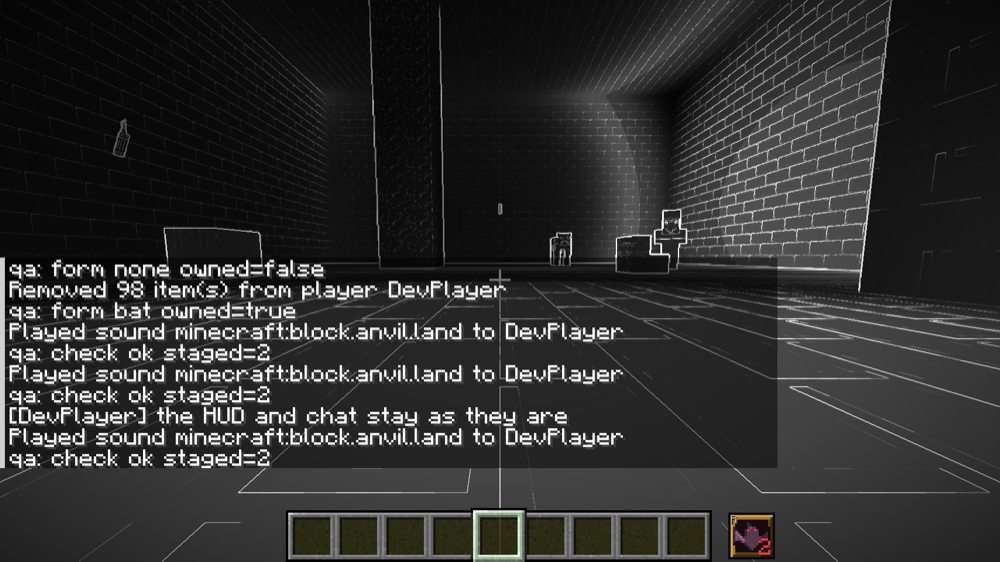 qa: form none owned=false
Removed 98 item(s) from player DevPlayer
qa: form bat owned=true
Played sound minecraft:block.anvil.land to DevPlayer
qa: check ok staged=2
Played sound minecraft:block.anvil.land to DevPlayer
qa: check ok staged=2
[DevPlayer] the HUD and chat stay as they are
Played sound minecraft:block.anvil.land to DevPlayer
qa: check ok staged=2
2